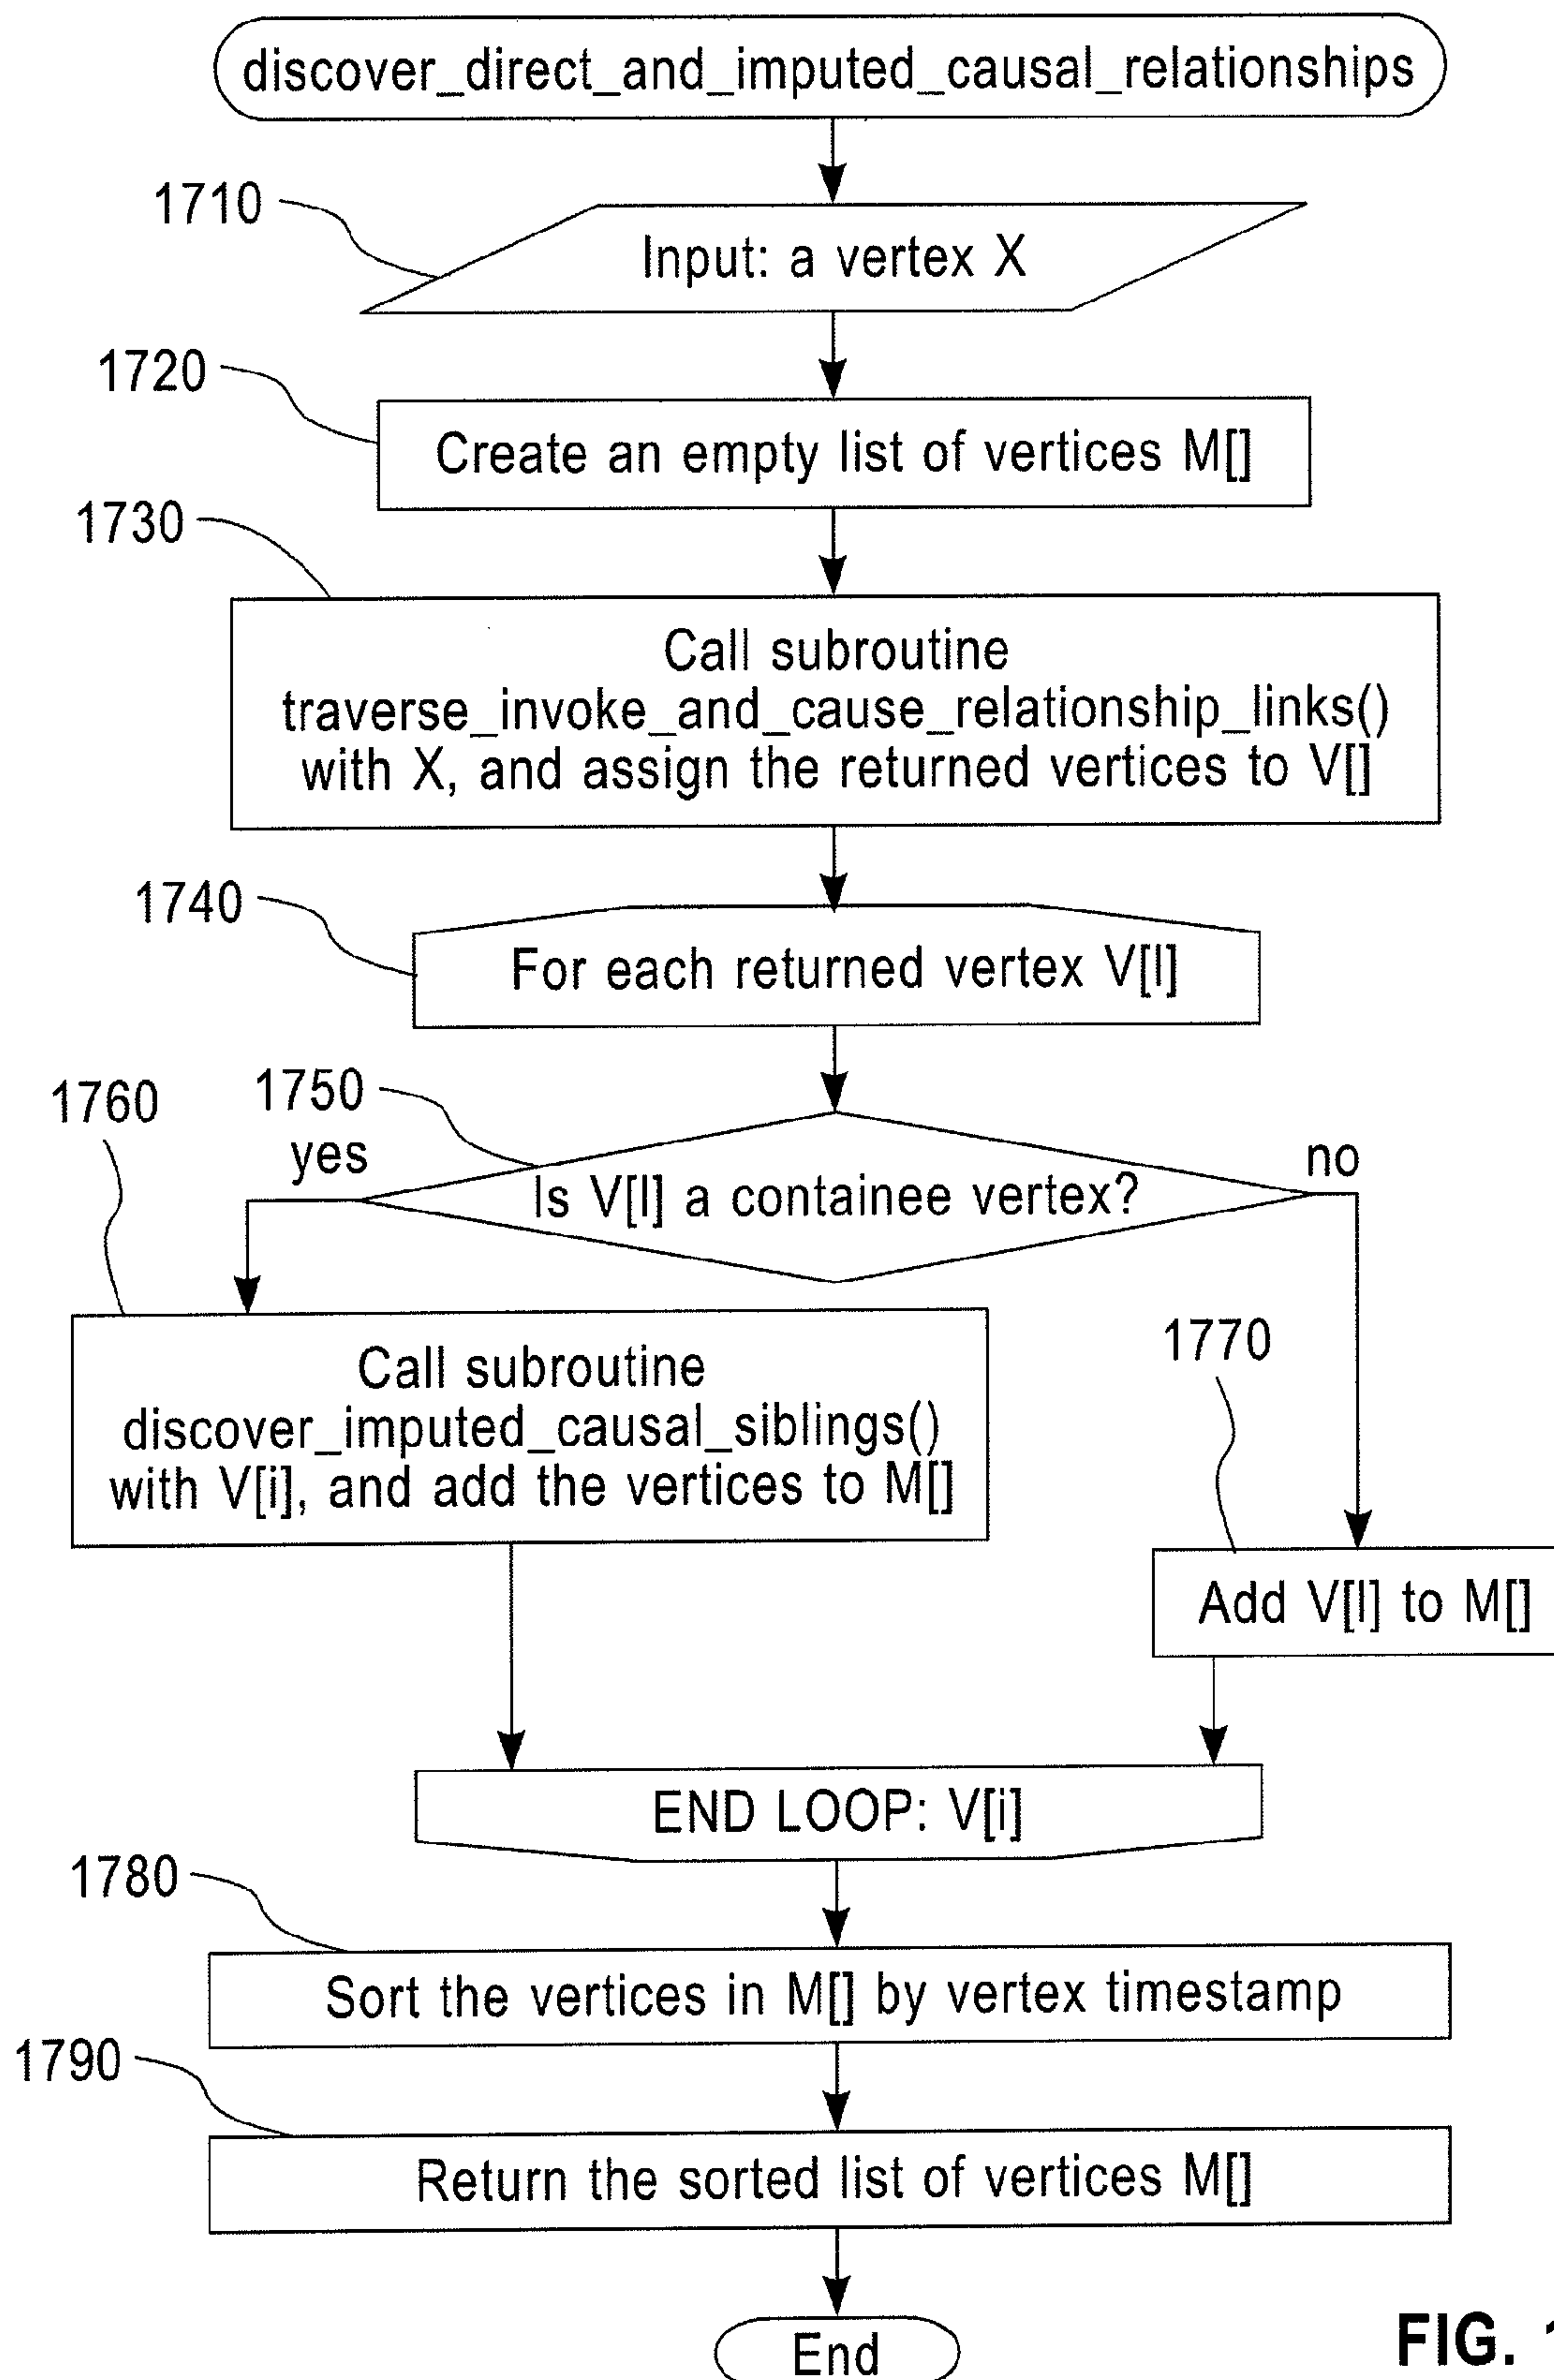 discover_direct_and_imputed_causal_relationships
1710
Input: a vertex X
1720
Create an empty list of vertices M[]
1730
Call subroutine
traverse_invoke_and_cause_relationship_links()
with X, and assign the returned vertices to V[]
1740
For each returned vertex V[I]
1750
1760
yes
no
Is V[I] a containee vertex?
1770
Call subroutine
discover_imputed_causal_siblings()
with V[i], and add the vertices to M[]
Add V[I] to M[]
END LOOP: V[i]
1780
Sort the vertices in M[] by vertex timestamp
1790
Return the sorted list of vertices M[]
End
FIG.